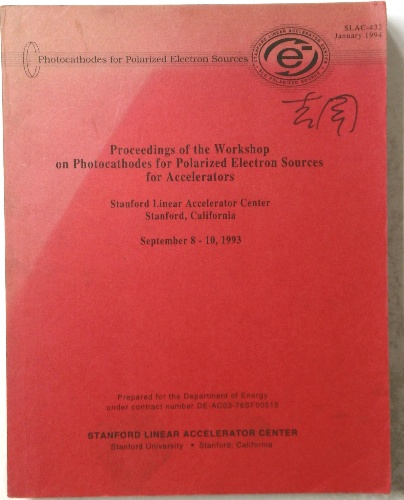 SLAC-432
January 1994
Photocathodes for Polarized Electron Sources
e-
Proceedings of the Workshop
on Photocathodes for Polarized Electron Sources
for Accelerators
Stanford Linear Accelerator Center
Stanford, California
September 8 - 10, 1993
Prepared for the Department of Energy
under contract number DE-AC03-76SF00515
STANFORD LINEAR ACCELERATOR CENTER
Stanford University • Stanford, California